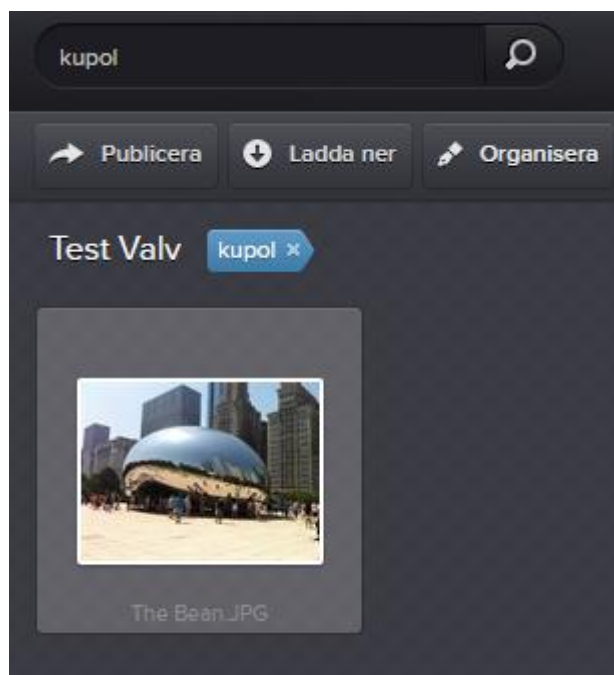 kupol
Publicera Ladda ner Organisera
Test Valv kupol ×
The Bean.JPG